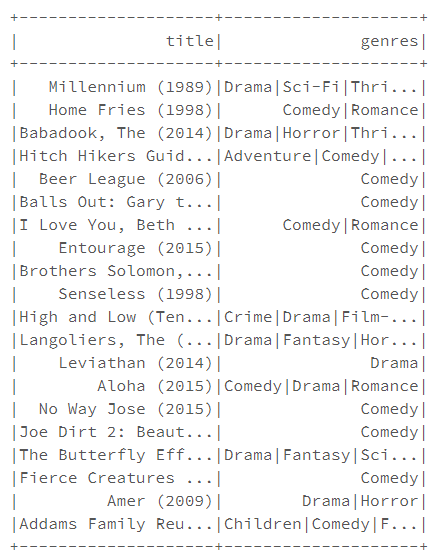 +--------------------+--------------------+
|               title|              genres|
+--------------------+--------------------+
|   Millennium (1989)|Drama|Sci-Fi|Thri...|
|   Home Fries (1998)|      Comedy|Romance|
|Babadook, The (2014)|Drama|Horror|Thri...|
|Hitch Hikers Guid...|Adventure|Comedy|...|
|  Beer League (2006)|              Comedy|
|Balls Out: Gary t...|              Comedy|
|I Love You, Beth ...|      Comedy|Romance|
|    Entourage (2015)|              Comedy|
|Brothers Solomon,...|              Comedy|
|    Senseless (1998)|              Comedy|
|High and Low (Ten...|Crime|Drama|Film-...|
|Langoliers, The (...|Drama|Fantasy|Hor...|
|    Leviathan (2014)|               Drama|
|        Aloha (2015)|Comedy|Drama|Romance|
|  No Way Jose (2015)|              Comedy|
|Joe Dirt 2: Beaut...|              Comedy|
|The Butterfly Eff...|Drama|Fantasy|Sci...|
|Fierce Creatures ...|              Comedy|
|         Amer (2009)|        Drama|Horror|
|Addams Family Reu...|Children|Comedy|F...|
+--------------------+--------------------+